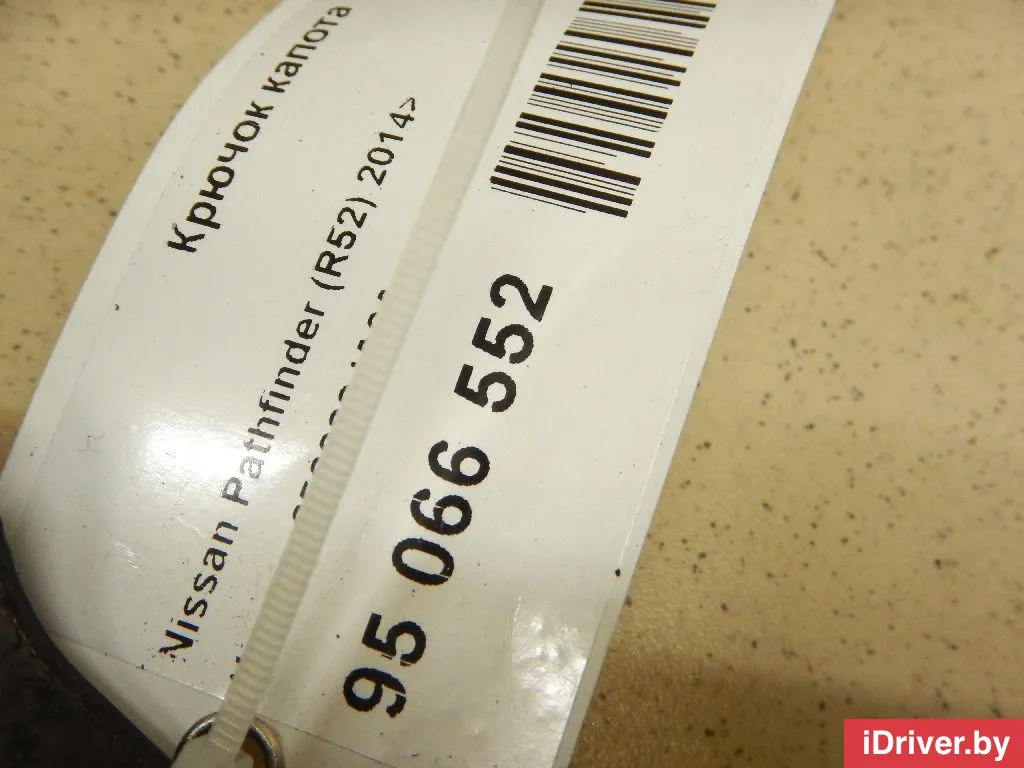 Крючок капота
Nissan Pathfinder (R52) 2014>
95 066 552
iDriver.by